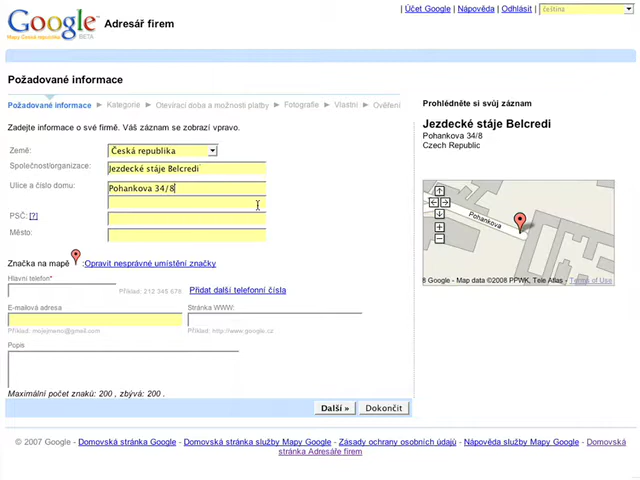 | Účet Google | Nápověda | Odhlásit | čeština
Google™ Adresář firem
Mapy Česká republika BETA
Požadované informace
Požadované informace ► Kategorie ► Otevírací doba a možnosti platby ► Fotografie ► Vlastní ► Ověření
Zadejte informace o své firmě. Váš záznam se zobrazí vpravo.
Země: Česká republika
Společnost/organizace: Jezdecké stáje Belcredi
Ulice a číslo domu: Pohankova 34/8
PSČ: [?]
Město:
Značka na mapě :Opravit nesprávné umístění značky
Hlavní telefon*
Příklad: 212 345 678 Přidat další telefonní čísla
E-mailová adresa Stránka WWW:
Příklad: mojejmeno@gmail.com Příklad: http://www.google.cz
Popis
Maximální počet znaků: 200 , zbývá: 200 .
Další » Dokončit
Prohlédněte si svůj záznam
Jezdecké stáje Belcredi
Pohankova 34/8
Czech Republic
Pohankova
8 Google - Map data ©2008 PPWK, Tele Atlas - Terms of Use
© 2007 Google - Domovská stránka Google - Domovská stránka služby Mapy Google - Zásady ochrany osobních údajů - Nápověda služby Mapy Google - Domovská
stránka Adresáře firem